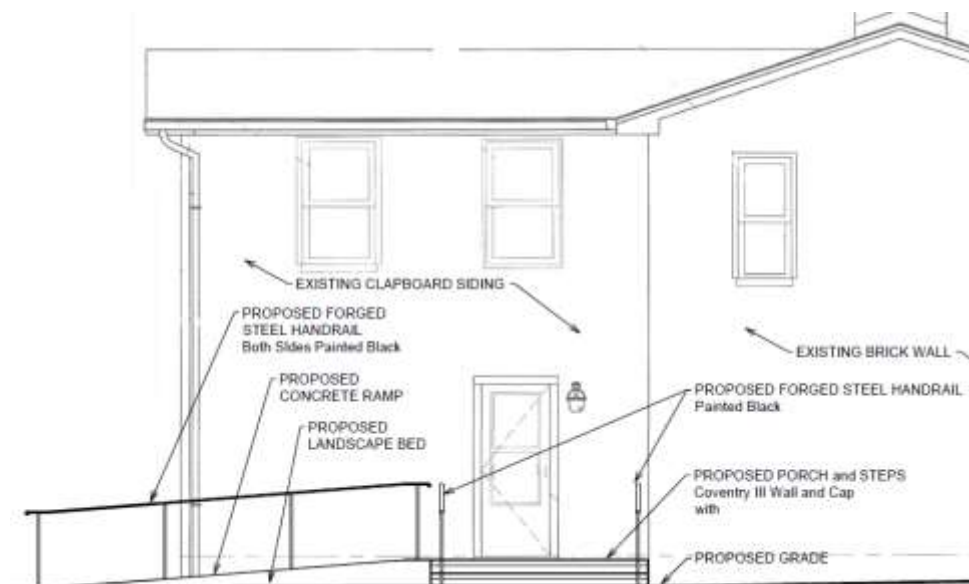 EXISTING CLAPBOARD SIDING
PROPOSED FORGED
STEEL HANDRAIL
Both Sides Painted Black
EXISTING BRICK WALL
PROPOSED
CONCRETE RAMP
PROPOSED FORGED STEEL HANDRAIL
Painted Black
PROPOSED
LANDSCAPE BED
PROPOSED PORCH and STEPS
Coventry III Wall and Cap
with
PROPOSED GRADE